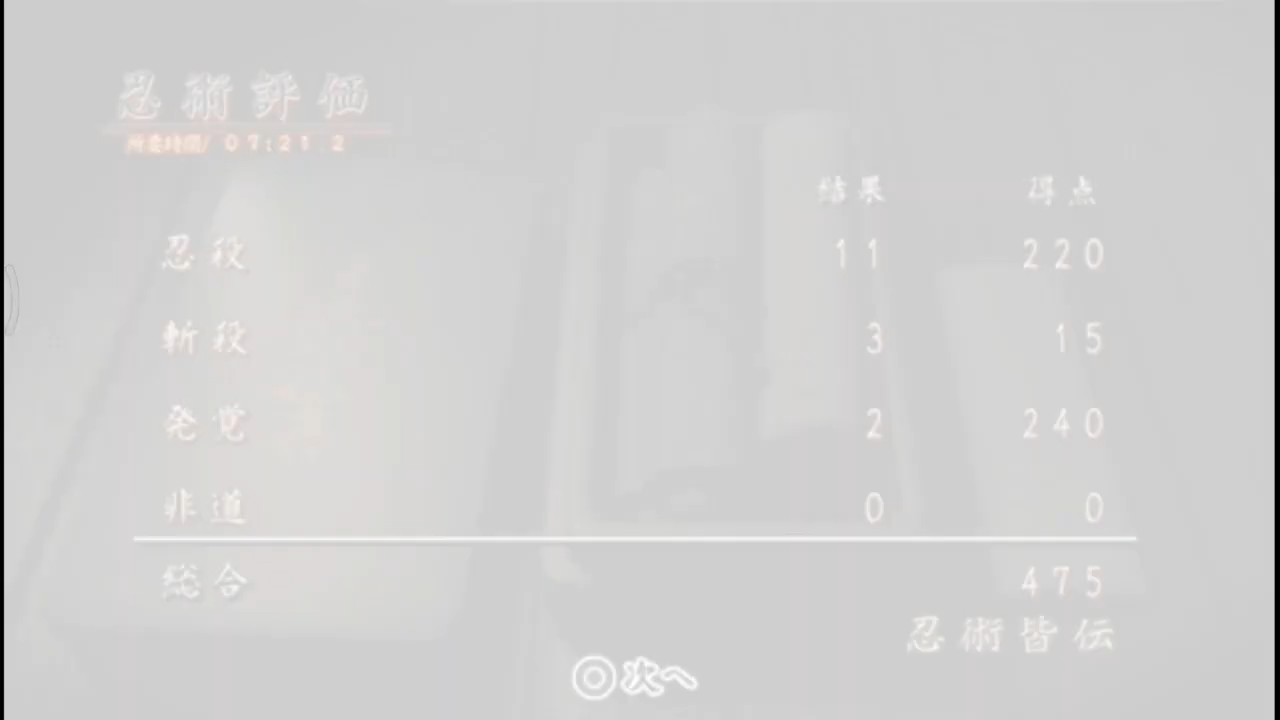 忍術評価
所要時間/ 07:21 2
結果 得点
忍殺 11 220
斬殺 3 15
発覚 2 240
非道 0 0
総合 475
忍術皆伝
◎次へ